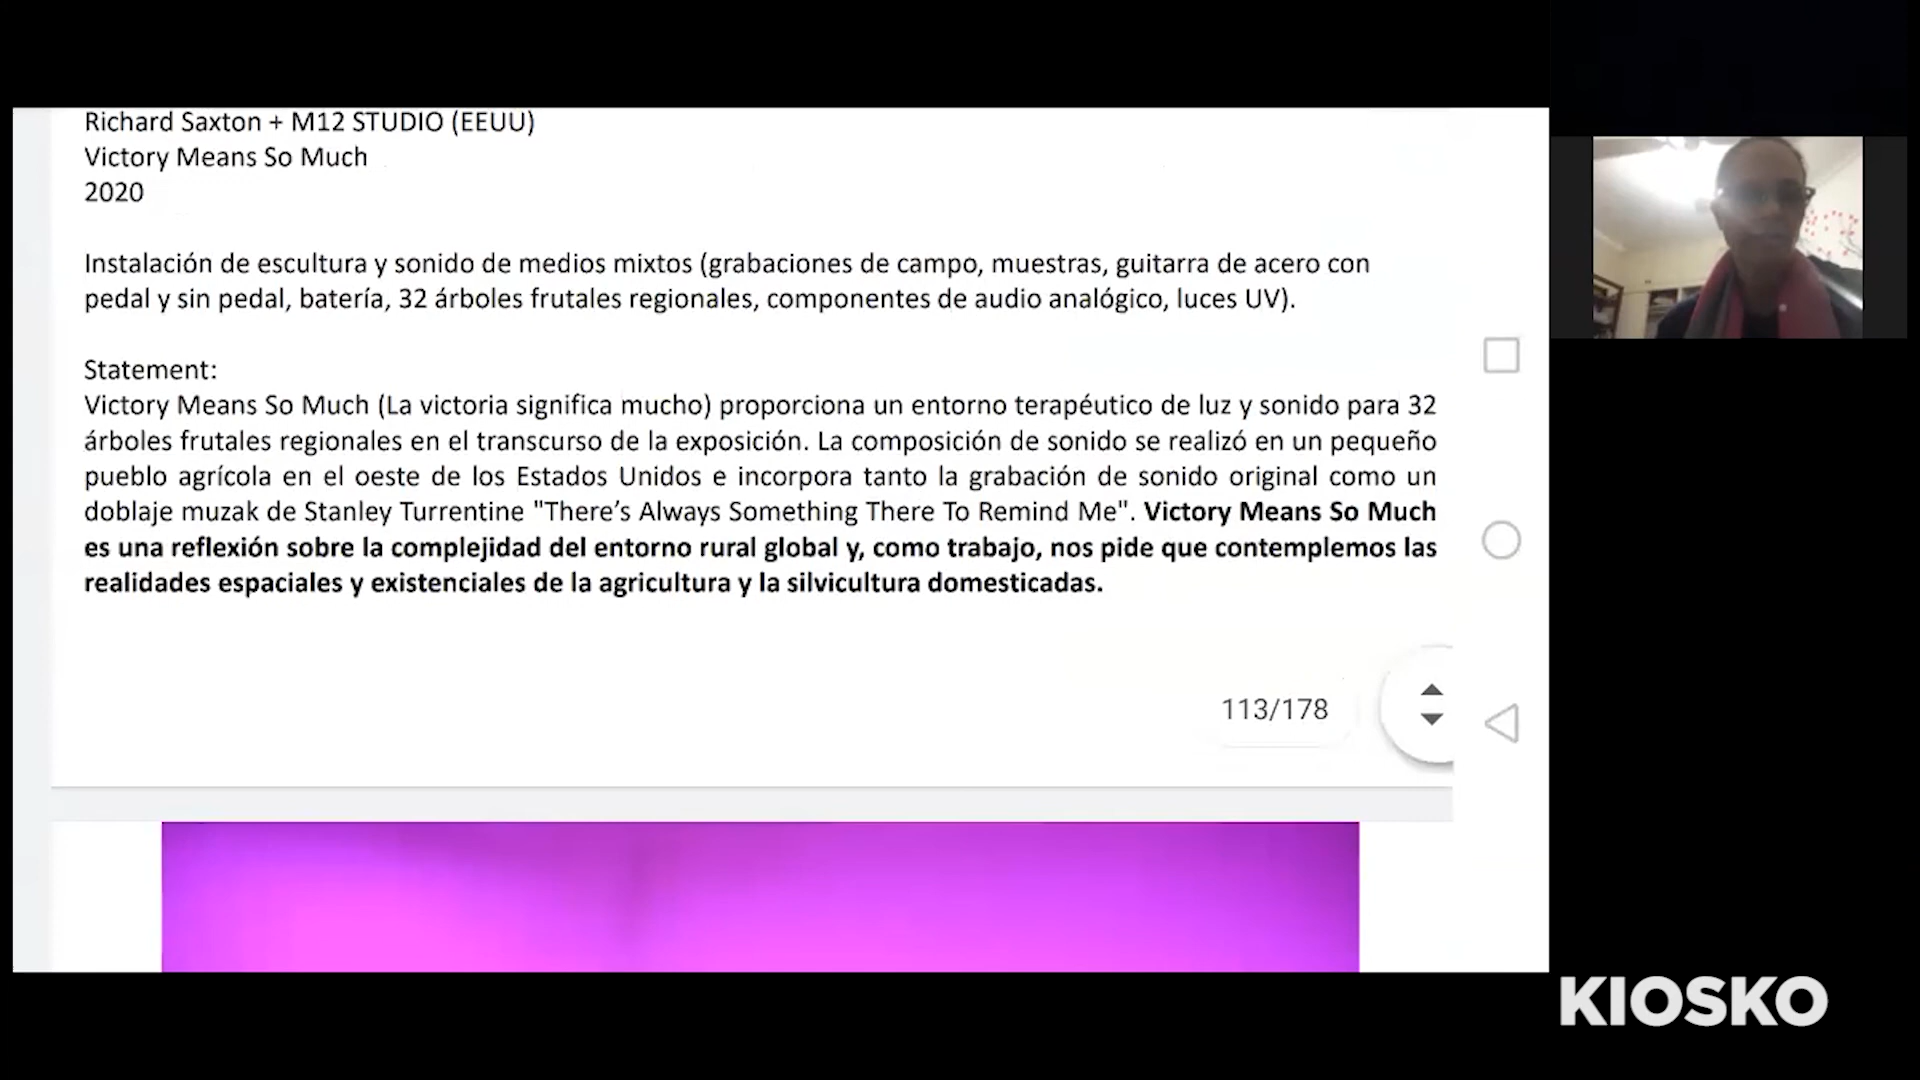 Richard Saxton + M12 STUDIO (EEUU)
Victory Means So Much
2020
Instalación de escultura y sonido de medios mixtos (grabaciones de campo, muestras, guitarra de acero con
pedal y sin pedal, batería, 32 árboles frutales regionales, componentes de audio analógico, luces UV).
Statement:
Victory Means So Much (La victoria significa mucho) proporciona un entorno terapéutico de luz y sonido para 32
árboles frutales regionales en el transcurso de la exposición. La composición de sonido se realizó en un pequeño
pueblo agrícola en el oeste de los Estados Unidos e incorpora tanto la grabación de sonido original como un
doblaje muzak de Stanley Turrentine "There’s Always Something There To Remind Me". Victory Means So Much
es una reflexión sobre la complejidad del entorno rural global y, como trabajo, nos pide que contemplemos las
realidades espaciales y existenciales de la agricultura y la silvicultura domesticadas.
113/178
KIOSKO